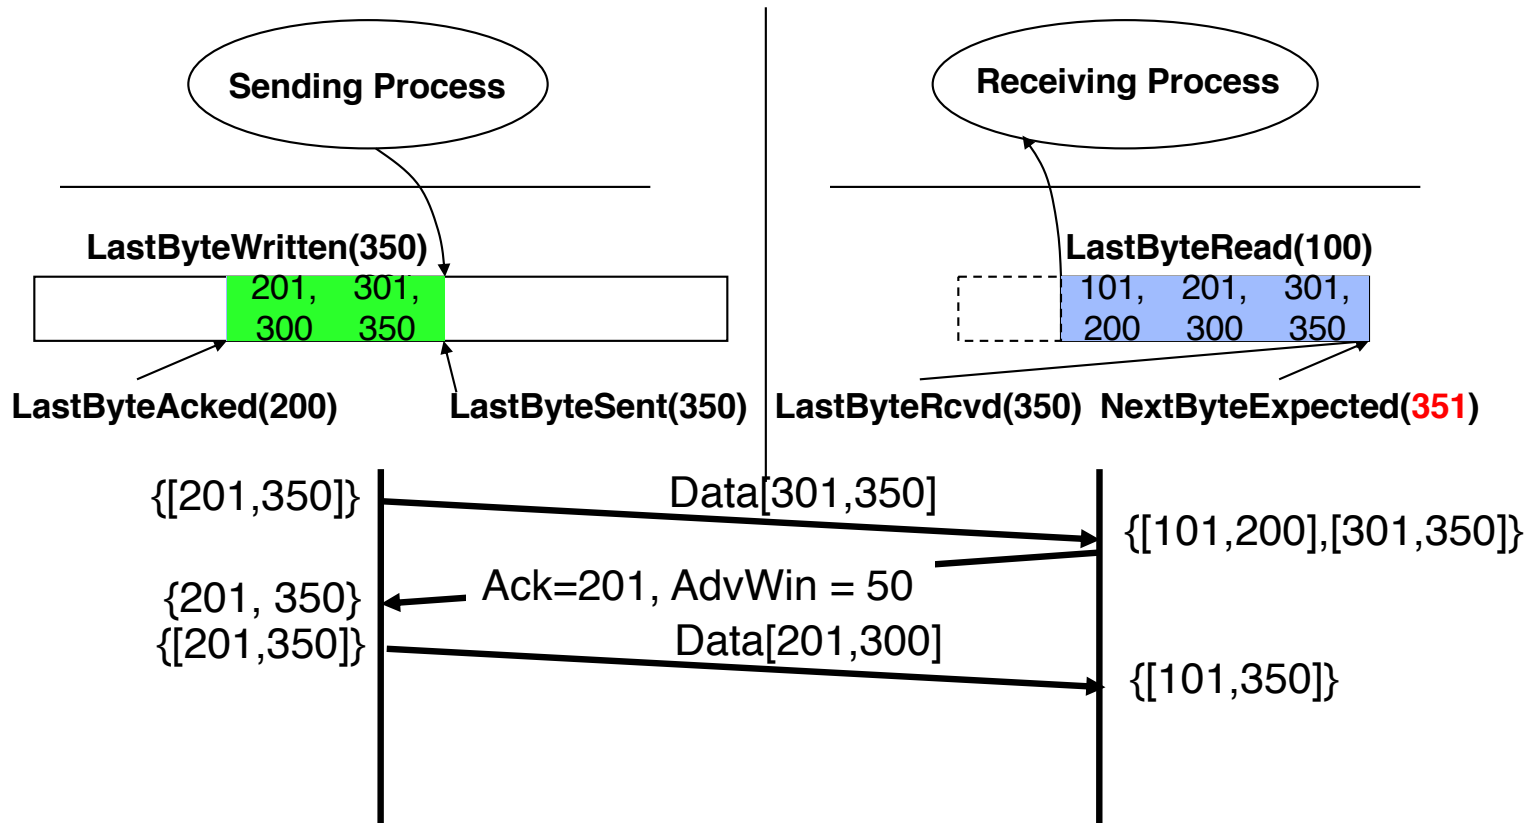 Sending Process
Receiving Process
LastByteWritten(350)
LastByteRead(100)
201, 301,
300 350
101, 201, 301,
200 300 350
LastByteAcked(200)
LastByteSent(350)
LastByteRcvd(350)
NextByteExpected(351)
{[201,350]}
Data[301,350]
{[101,200],[301,350]}
Ack=201, AdvWin = 50
{201, 350}
{[201,350]}
Data[201,300]
{[101,350]}